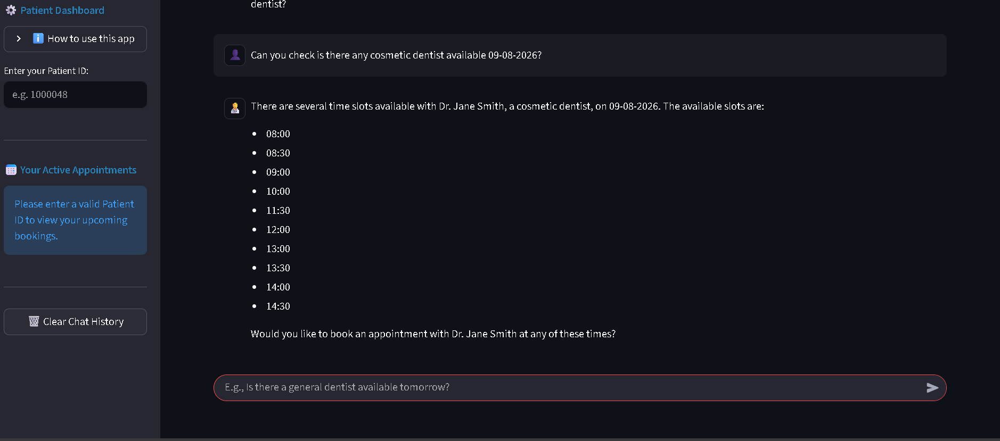 Patient Dashboard
How to use this app
Enter your Patient ID:
e.g. 1000048
Your Active Appointments
Please enter a valid Patient
ID to view your upcoming
bookings.
Clear Chat History
dentist?
Can you check is there any cosmetic dentist available 09-08-2026?
There are several time slots available with Dr. Jane Smith, a cosmetic dentist, on 09-08-2026. The available slots are:
08:00
08:30
09:00
10:00
11:30
12:00
13:00
13:30
14:00
14:30
Would you like to book an appointment with Dr. Jane Smith at any of these times?
E.g., Is there a general dentist available tomorrow?